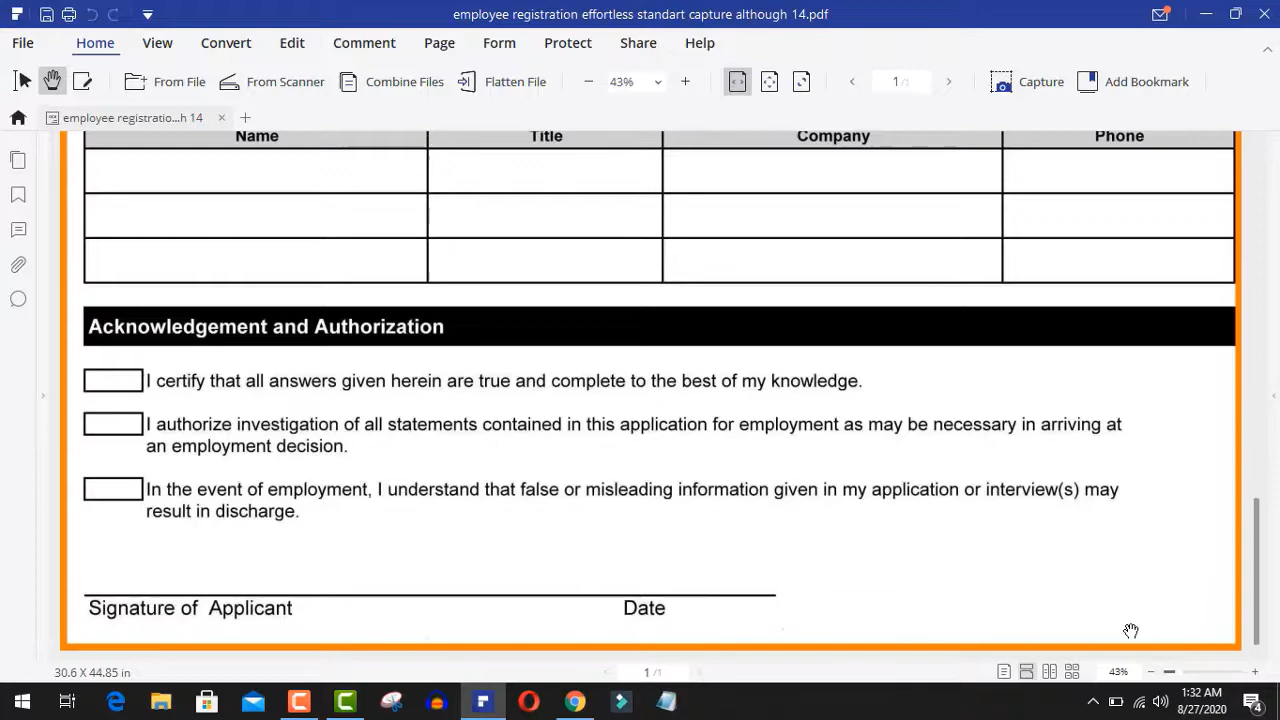 employee registration effortless standart capture although 14.pdf
File Home View Convert Edit Comment Page Form Protect Share Help
From File From Scanner Combine Files Flatten File 43% 1 /1 Capture Add Bookmark
employee registratio...h 14
Name Title Company Phone
Acknowledgement and Authorization
I certify that all answers given herein are true and complete to the best of my knowledge.
I authorize investigation of all statements contained in this application for employment as may be necessary in arriving at
an employment decision.
In the event of employment, I understand that false or misleading information given in my application or interview(s) may
result in discharge.
Signature of Applicant Date
30.6 x 44.85 in 1 /1 43%
1:32 AM
8/27/2020
4